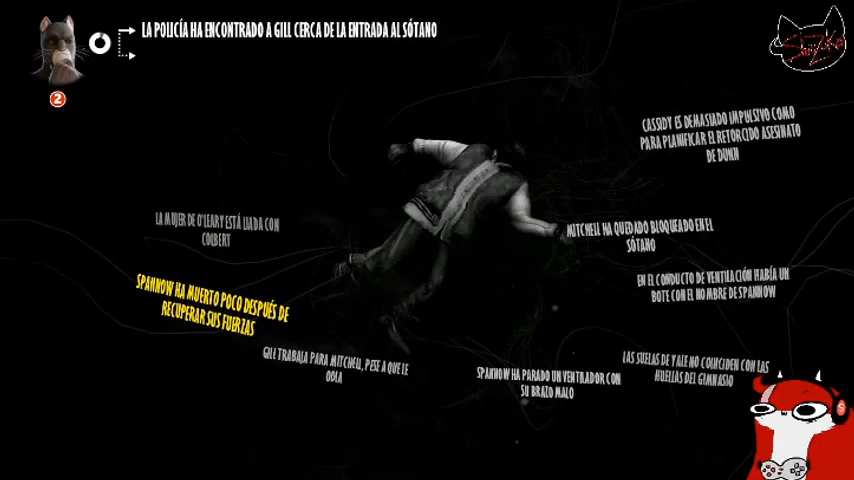 LA POLICÍA HA ENCONTRADO A GILL CERCA DE LA ENTRADA AL SÓTANO
2
CASSIDY ES DEMASIADO IMPULSIVO COMO
PARA PLANIFICAR EL RETORCIDO ASESINATO
DE DUNN
LA MUJER DE O'LEARY ESTÁ LIADA CON
COLBERT
MITCHELL HA QUEDADO BLOQUEADO EN EL
SÓTANO
SPANNOW HA MUERTO POCO DESPUÉS DE
RECUPERAR SUS FUERZAS
EN EL CONDUCTO DE VENTILACIÓN HABÍA UN
BOTE CON EL NOMBRE DE SPANNOW
GILL TRABAJA PARA MITCHELL, PESE A QUE LE
ODIA
SPANNOW HA PARADO UN VENTILADOR CON
SU BRAZO MALO
LAS SUELAS DE YALE NO COINCIDEN CON LAS
HUELLAS DEL GIMNASIO